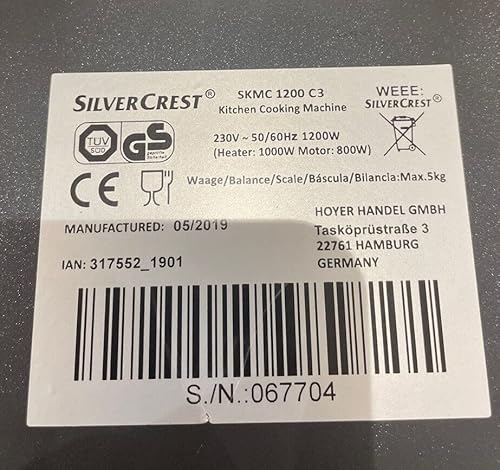 SILVERCREST®
SKMC 1200 C3
Kitchen Cooking Machine
WEEE:
SILVERCREST®
230V ~ 50/60Hz 1200W
(Heater: 1000W Motor: 800W)
TÜV
SÜD
GS
geprüfte
Sicherheit
CE
Waage/Balance/Scale/Báscula/Bilancia:Max.5kg
MANUFACTURED: 05/2019
HOYER HANDEL GMBH
Tasköprüstraße 3
22761 HAMBURG
GERMANY
IAN: 317552_1901
S./N.:067704